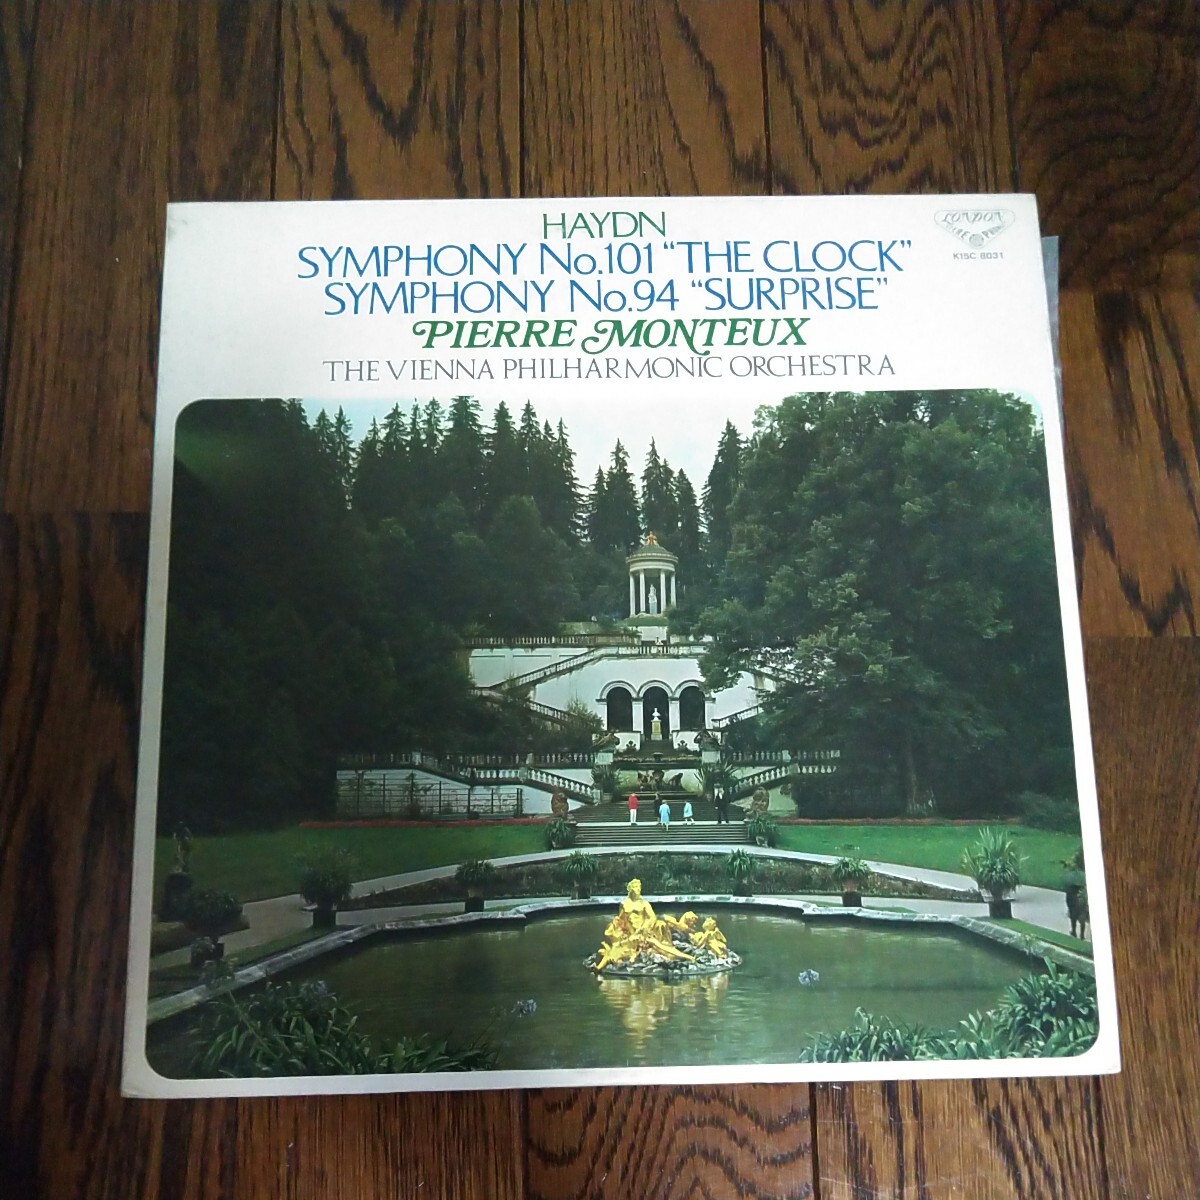 HAYDN
SYMPHONY No.101 “THE CLOCK”
SYMPHONY No.94 “SURPRISE”
PIERRE MONTEUX
THE VIENNA PHILHARMONIC ORCHESTRA
LONDON
K15C 8031